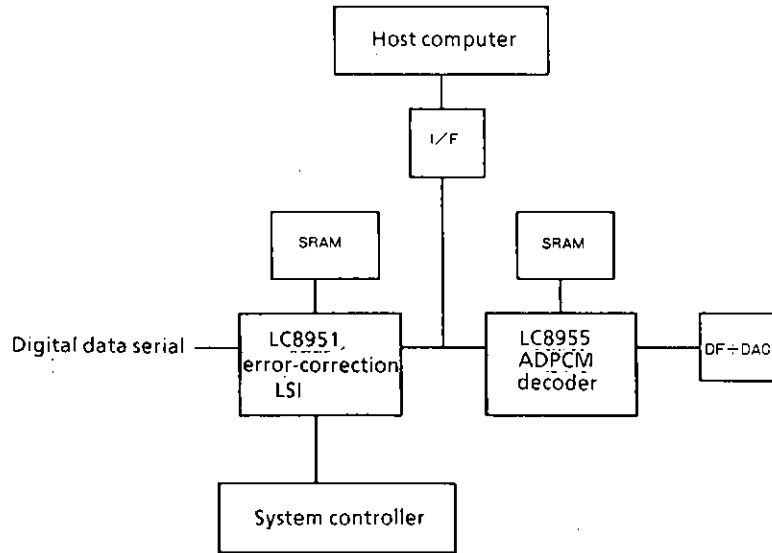 Host computer
I/F
SRAM
SRAM
Digital data serial
LC8951
error-correction
LSI
LC8955
ADPCM
decoder
DF+DAC
System controller